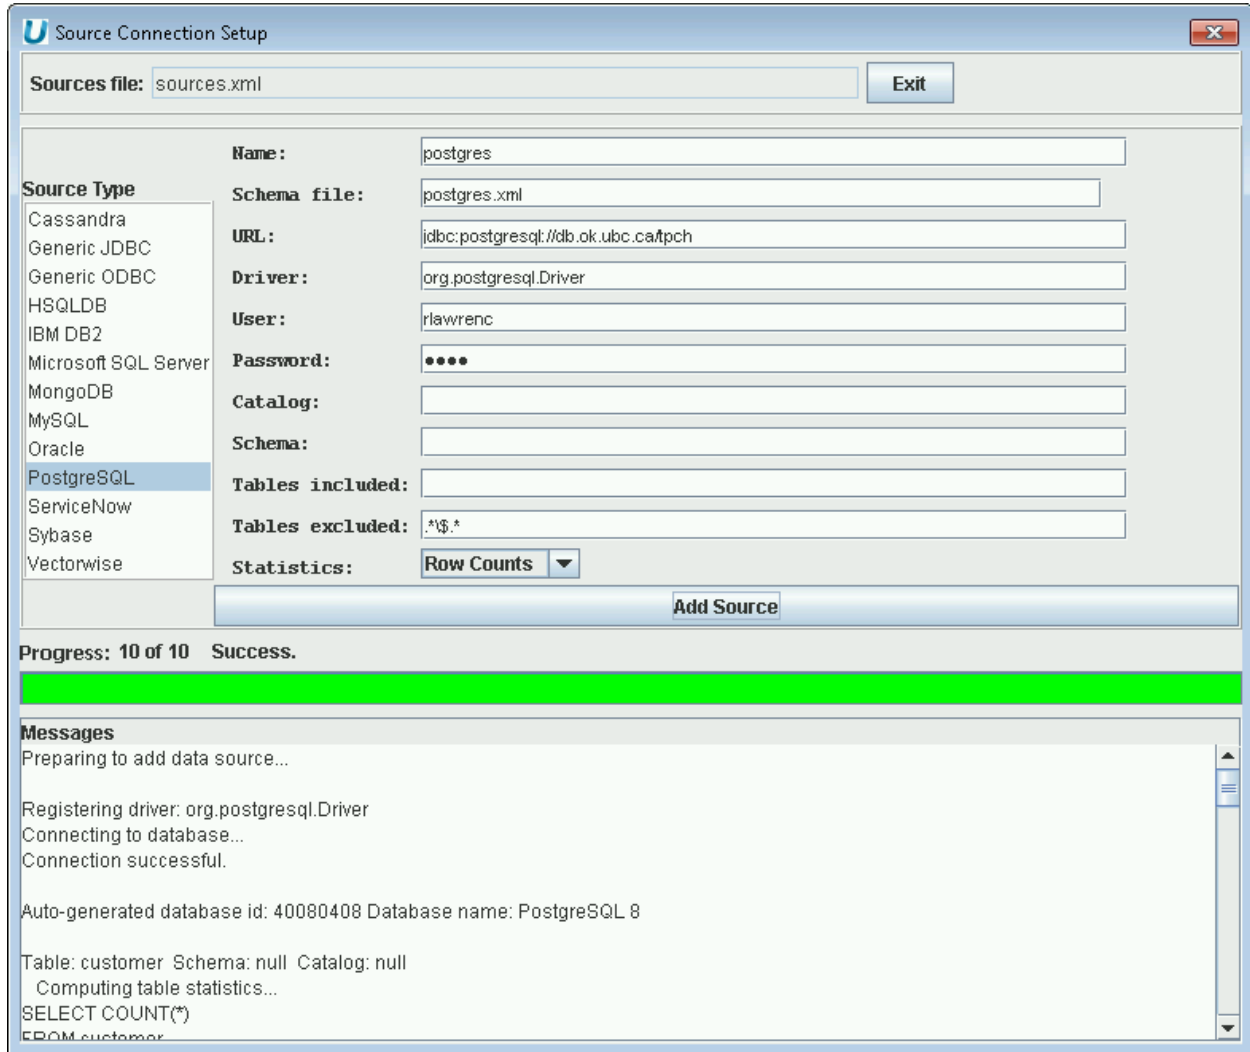 Source Connection Setup
Sources file: sources.xml Exit
Name: postgres
Source Type
Schema file: postgres.xml
Cassandra
URL: jdbc:postgresql://db.ok.ubc.ca/tpch
Generic JDBC
Generic ODBC
Driver: org.postgresql.Driver
HSQLDB
User: rlawrenc
IBM DB2
Microsoft SQL Server
Password: ●●●●
MongoDB
Catalog:
MySQL
Oracle
Schema:
PostgreSQL
Tables included:
ServiceNow
Tables excluded: .*\$.*
Sybase
Vectorwise
Statistics: Row Counts
Add Source
Progress: 10 of 10 Success.
Messages
Preparing to add data source...
Registering driver: org.postgresql.Driver
Connecting to database...
Connection successful.
Auto-generated database id: 40080408 Database name: PostgreSQL 8
Table: customer Schema: null Catalog: null
Computing table statistics...
SELECT COUNT(*)
FROM customer